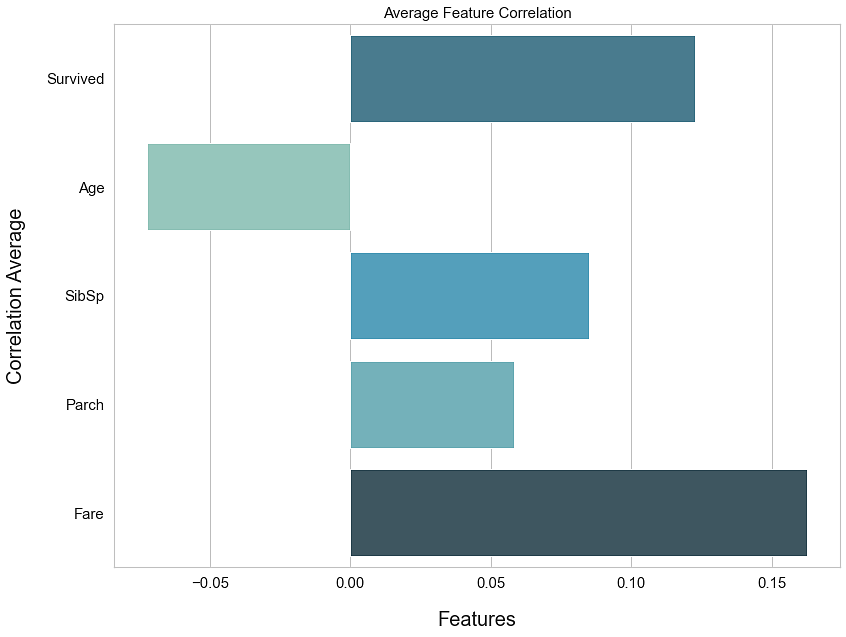 Average Feature Correlation
Correlation Average
Survived
Age
SibSp
Parch
Fare
−0.05
0.00
0.05
0.10
0.15
Features